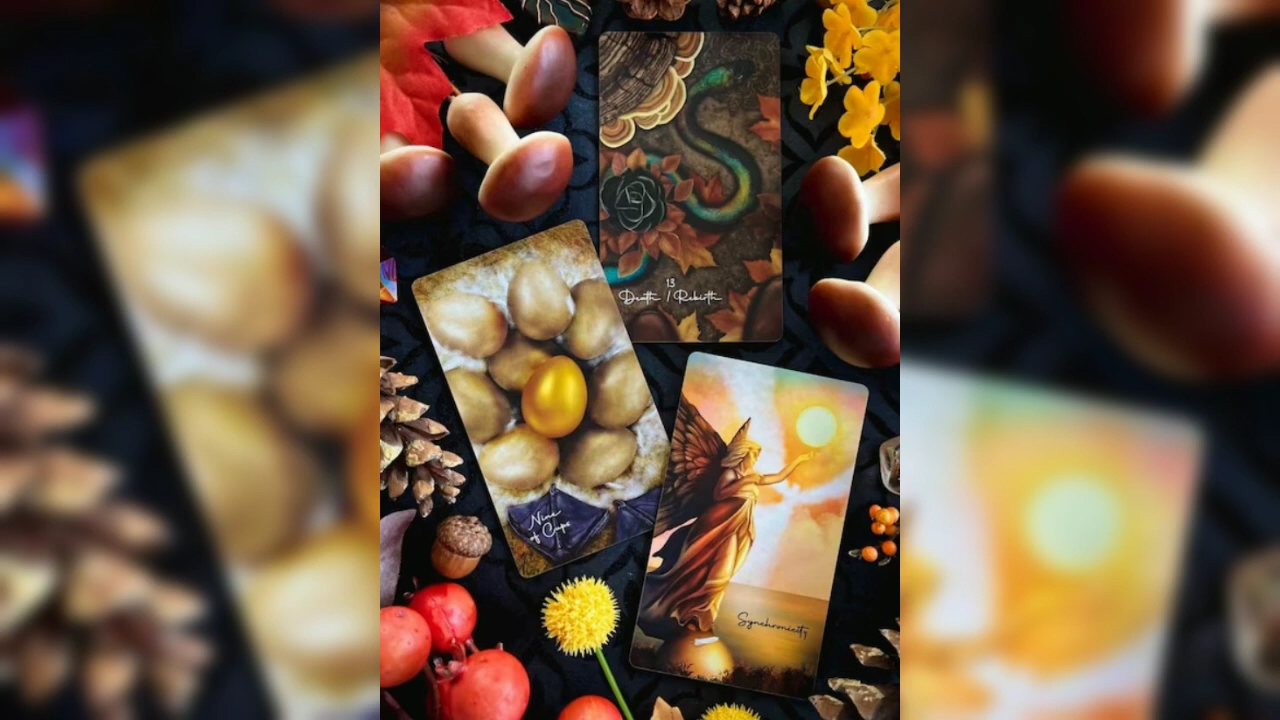 13
Death / Rebirth
Nine
of Cups
Synchronicity